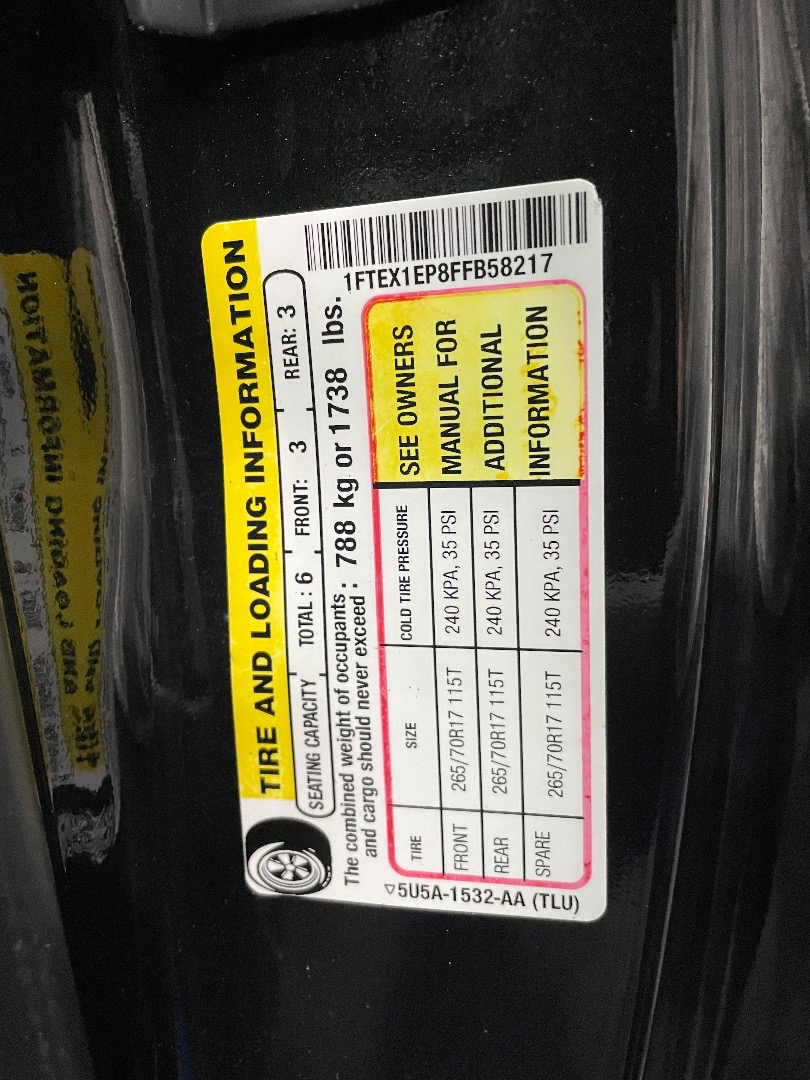 TIRE AND LOADING INFORMATION
SEATING CAPACITY TOTAL : 6 FRONT: 3 REAR: 3
The combined weight of occupants
and cargo should never exceed : 788 kg or 1738 lbs.
1FTEX1EP8FFB58217
TIRE SIZE COLD TIRE PRESSURE
FRONT 265/70R17 115T 240 KPA, 35 PSI
REAR 265/70R17 115T 240 KPA, 35 PSI
SPARE 265/70R17 115T 240 KPA, 35 PSI
SEE OWNERS
MANUAL FOR
ADDITIONAL
INFORMATION
▽5U5A-1532-AA (TLU)